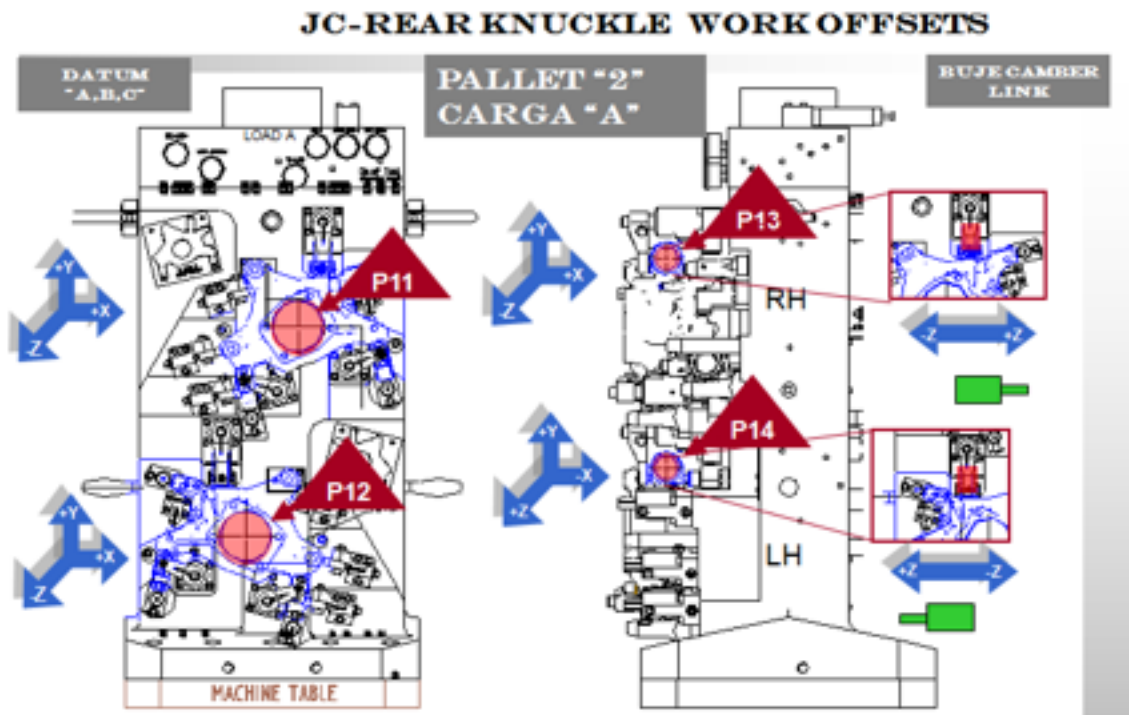 JC-REAR KNUCKLE WORK OFFSETS
DATUM
"A,B,C"
PALLET "2"
CARGA "A"
BUJE CAMBER
LINK
LOAD A
P11
P12
P13
P14
RH
LH
+Y
+X
-Z
+Y
+X
-Z
+Y
+X
-Z
+Y
-X
+Z
-Z
+Z
+Z
-Z
MACHINE TABLE